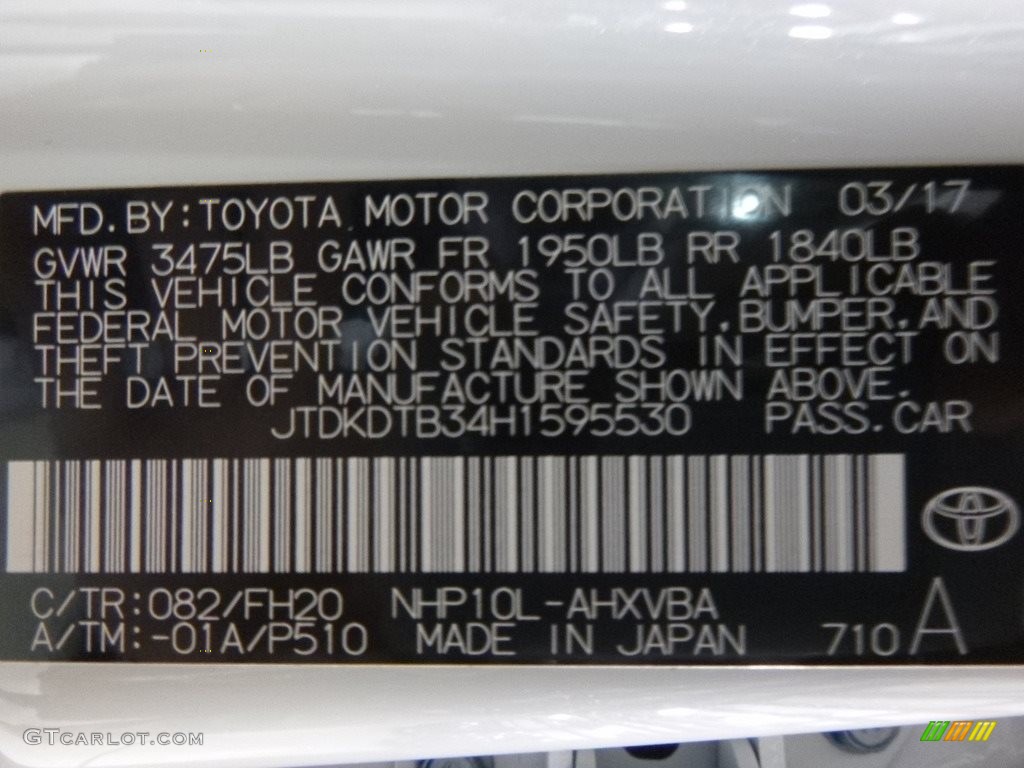 MFD. BY: TOYOTA MOTOR CORPORATION 03/17
GVWR 3475LB GAWR FR 1950LB RR 1840LB
THIS VEHICLE CONFORMS TO ALL APPLICABLE
FEDERAL MOTOR VEHICLE SAFETY, BUMPER, AND
THEFT PREVENTION STANDARDS IN EFFECT ON
THE DATE OF MANUFACTURE SHOWN ABOVE.
JTDKDTB34H1595530 PASS. CAR
C/TR: 082/FH20 NHP10L-AHXVBA
A/TM: -01A/P510 MADE IN JAPAN 710 A
GTCARLOT.COM